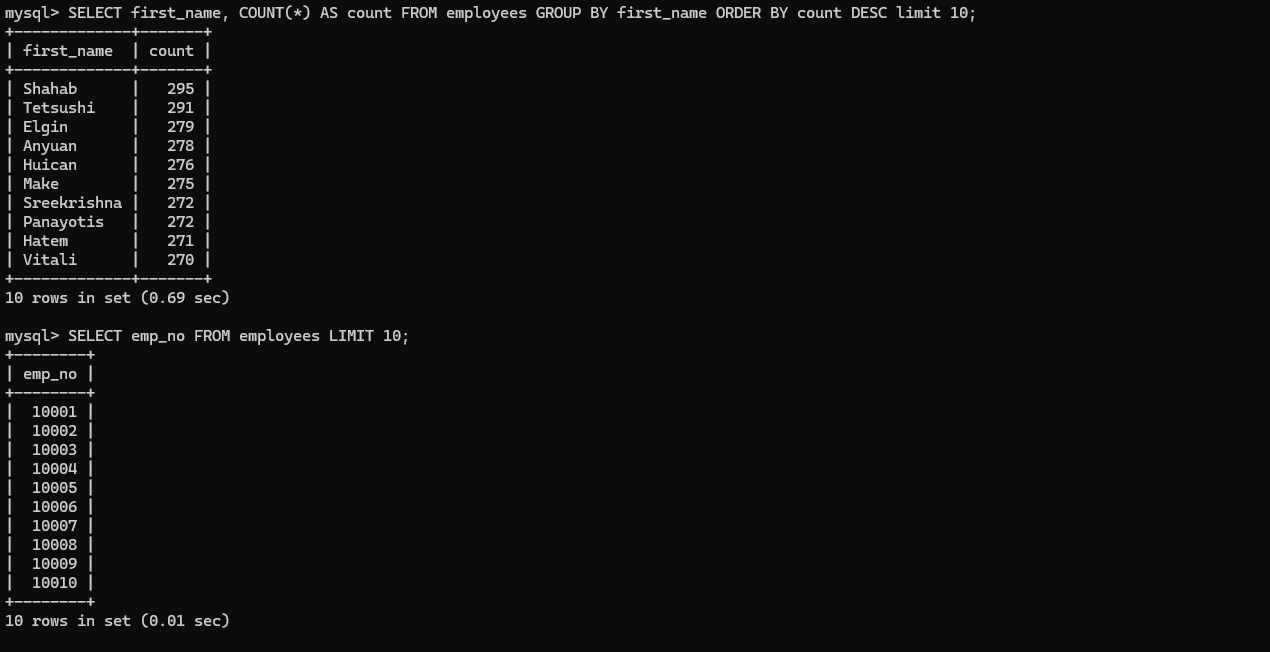 mysql> SELECT first_name, COUNT(*) AS count FROM employees GROUP BY first_name ORDER BY count DESC limit 10;
+-------------+-------+
| first_name  | count |
+-------------+-------+
| Shahab      |   295 |
| Tetsushi    |   291 |
| Elgin       |   279 |
| Anyuan      |   278 |
| Huican      |   276 |
| Make        |   275 |
| Sreekrishna |   272 |
| Panayotis   |   272 |
| Hatem       |   271 |
| Vitali      |   270 |
+-------------+-------+
10 rows in set (0.69 sec)

mysql> SELECT emp_no FROM employees LIMIT 10;
+--------+
| emp_no |
+--------+
|  10001 |
|  10002 |
|  10003 |
|  10004 |
|  10005 |
|  10006 |
|  10007 |
|  10008 |
|  10009 |
|  10010 |
+--------+
10 rows in set (0.01 sec)